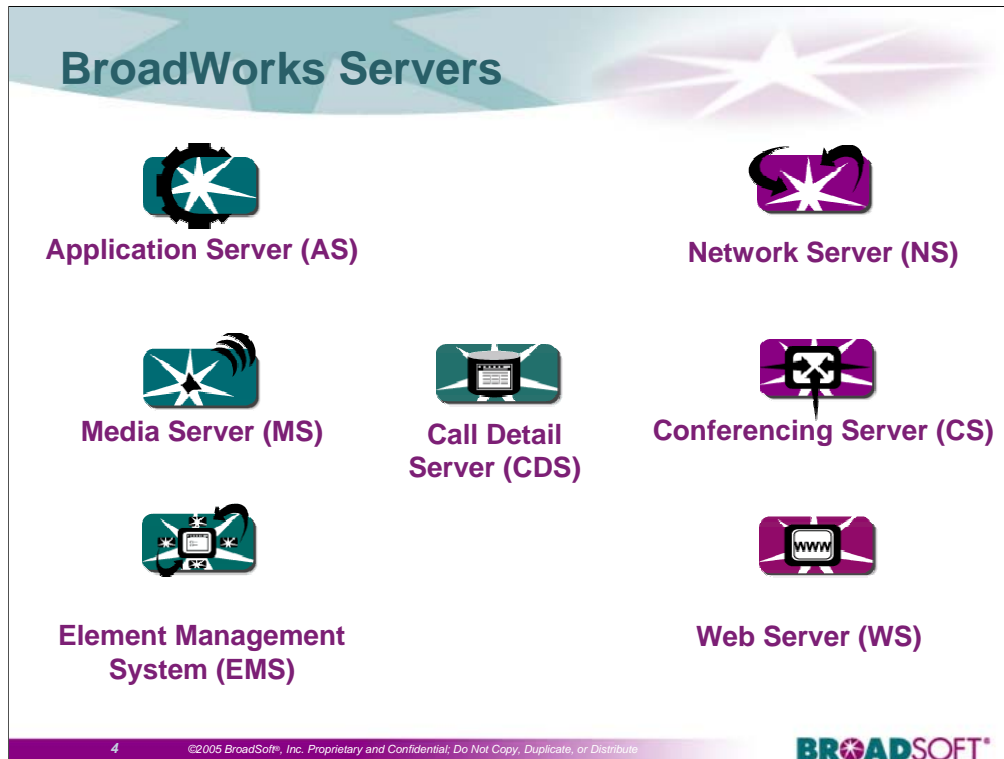 BroadWorks Servers
Application Server (AS)
Network Server (NS)
Media Server (MS)
Call Detail
Server (CDS)
Conferencing Server (CS)
www
Element Management
System (EMS)
Web Server (WS)
4
©2005 BroadSoft®, Inc. Proprietary and Confidential; Do Not Copy, Duplicate, or Distribute
BROADSOFT®